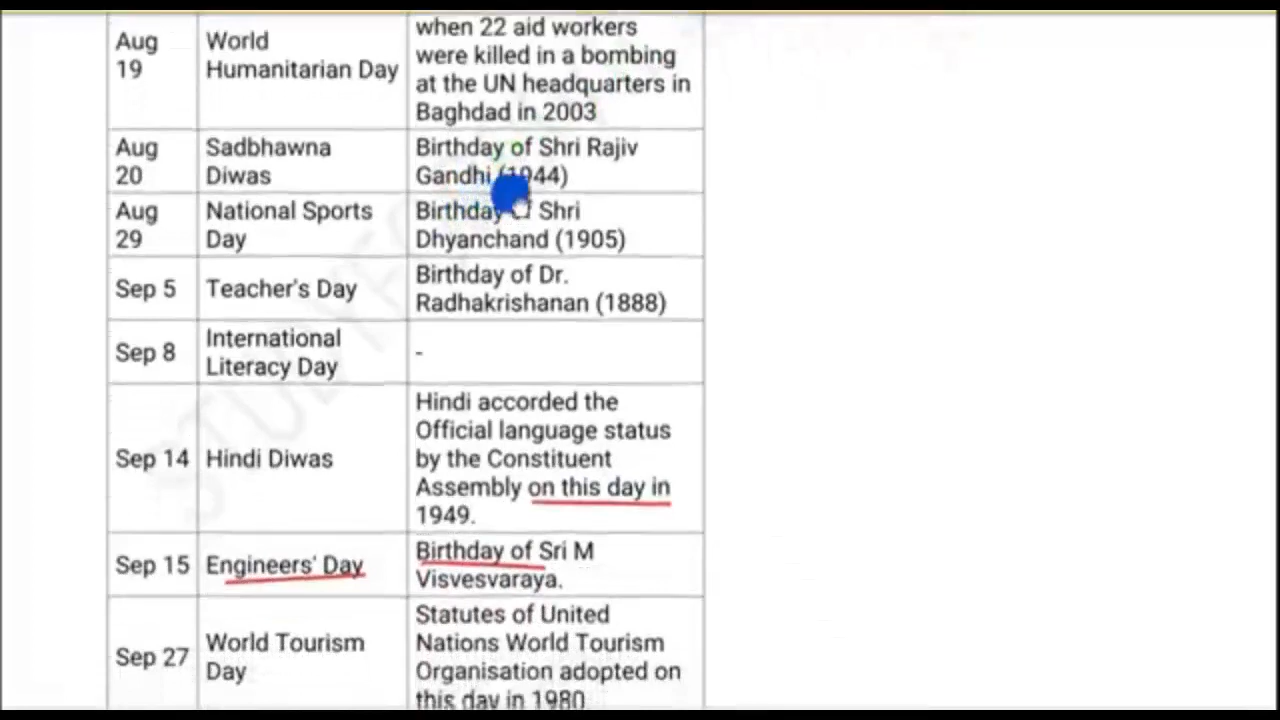 Aug
19
World
Humanitarian Day
when 22 aid workers
were killed in a bombing
at the UN headquarters in
Baghdad in 2003
Aug
20
Sadbhawna
Diwas
Birthday of Shri Rajiv
Gandhi (1944)
Aug
29
National Sports
Day
Birthday of Shri
Dhyanchand (1905)
Sep 5
Teacher's Day
Birthday of Dr.
Radhakrishanan (1888)
Sep 8
International
Literacy Day
-
Sep 14
Hindi Diwas
Hindi accorded the
Official language status
by the Constituent
Assembly on this day in
1949.
Sep 15
Engineers' Day
Birthday of Sri M
Visvesvaraya.
Sep 27
World Tourism
Day
Statutes of United
Nations World Tourism
Organisation adopted on
this day in 1980